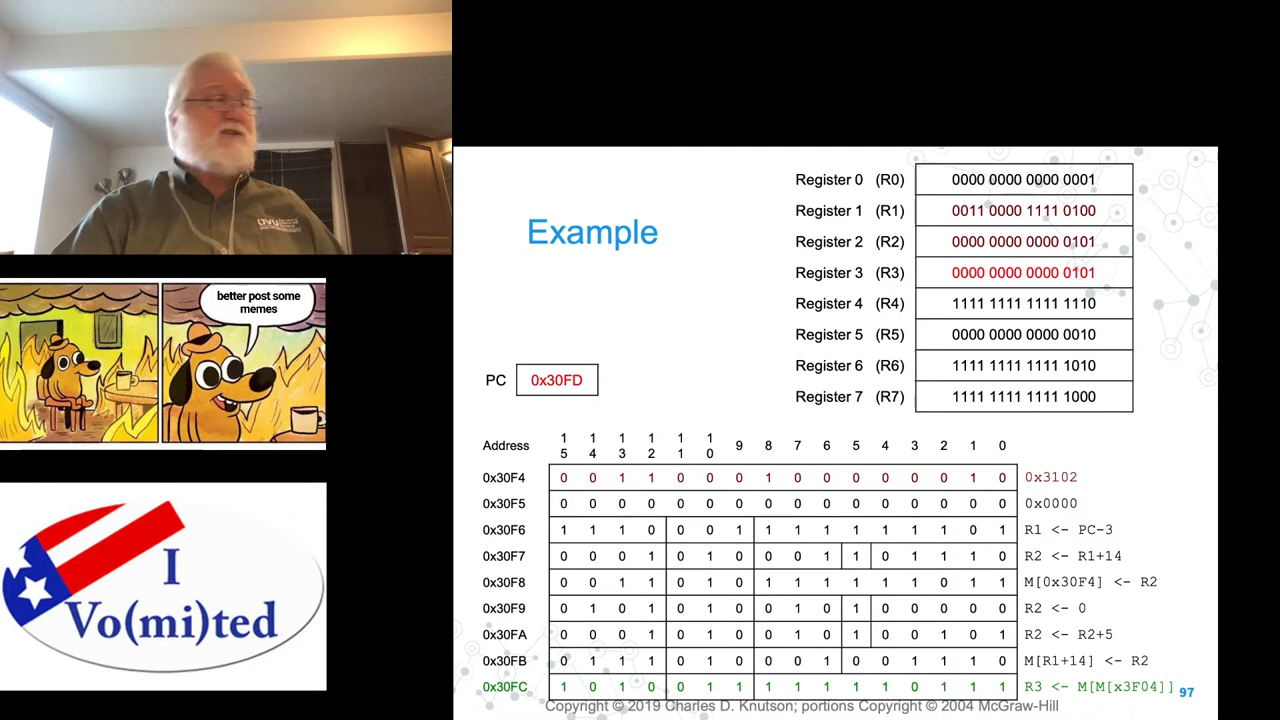 UVU
better post some
memes
I
Vo(mi)ted
Example
Register 0 (R0) 0000 0000 0000 0001
Register 1 (R1) 0011 0000 1111 0100
Register 2 (R2) 0000 0000 0000 0101
Register 3 (R3) 0000 0000 0000 0101
Register 4 (R4) 1111 1111 1111 1110
Register 5 (R5) 0000 0000 0000 0010
Register 6 (R6) 1111 1111 1111 1010
Register 7 (R7) 1111 1111 1111 1000
PC 0x30FD
Address 15 14 13 12 11 10 9 8 7 6 5 4 3 2 1 0
0x30F4 0 0 1 1 0 0 0 1 0 0 0 0 0 0 1 0 0x3102
0x30F5 0 0 0 0 0 0 0 0 0 0 0 0 0 0 0 0 0x0000
0x30F6 1 1 1 0 0 0 1 1 1 1 1 1 1 1 0 1 R1 <- PC-3
0x30F7 0 0 0 1 0 1 0 0 0 1 1 0 1 1 1 0 R2 <- R1+14
0x30F8 0 0 1 1 0 1 0 1 1 1 1 1 1 0 1 1 M[0x30F4] <- R2
0x30F9 0 1 0 1 0 1 0 0 1 0 1 0 0 0 0 0 R2 <- 0
0x30FA 0 0 0 1 0 1 0 0 1 0 1 0 0 1 0 1 R2 <- R2+5
0x30FB 0 1 1 1 0 1 0 0 0 1 0 0 1 1 1 0 M[R1+14] <- R2
0x30FC 1 0 1 0 0 1 1 1 1 1 1 1 0 1 1 1 R3 <- M[M[x3F04]]
97
Copyright © 2019 Charles D. Knutson; portions Copyright © 2004 McGraw-Hill